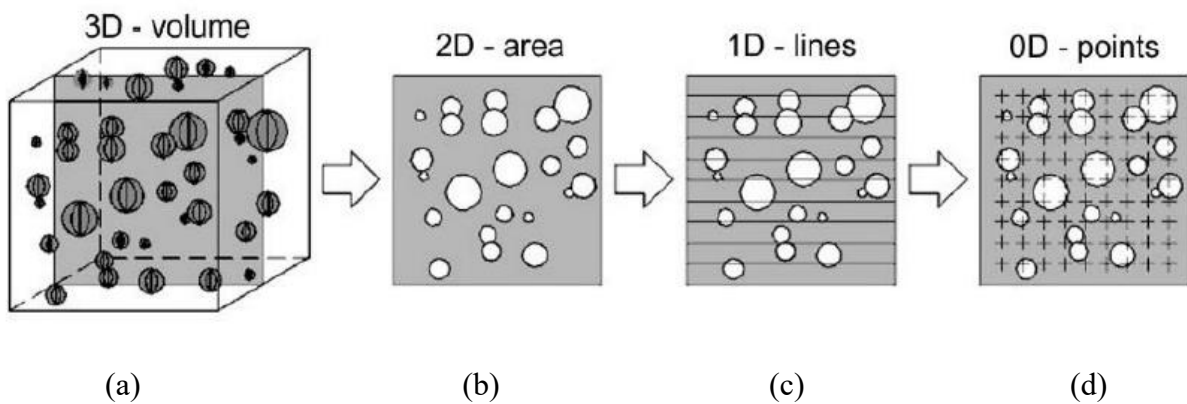 3D - volume
2D - area
1D - lines
0D - points
(a)
(b)
(c)
(d)